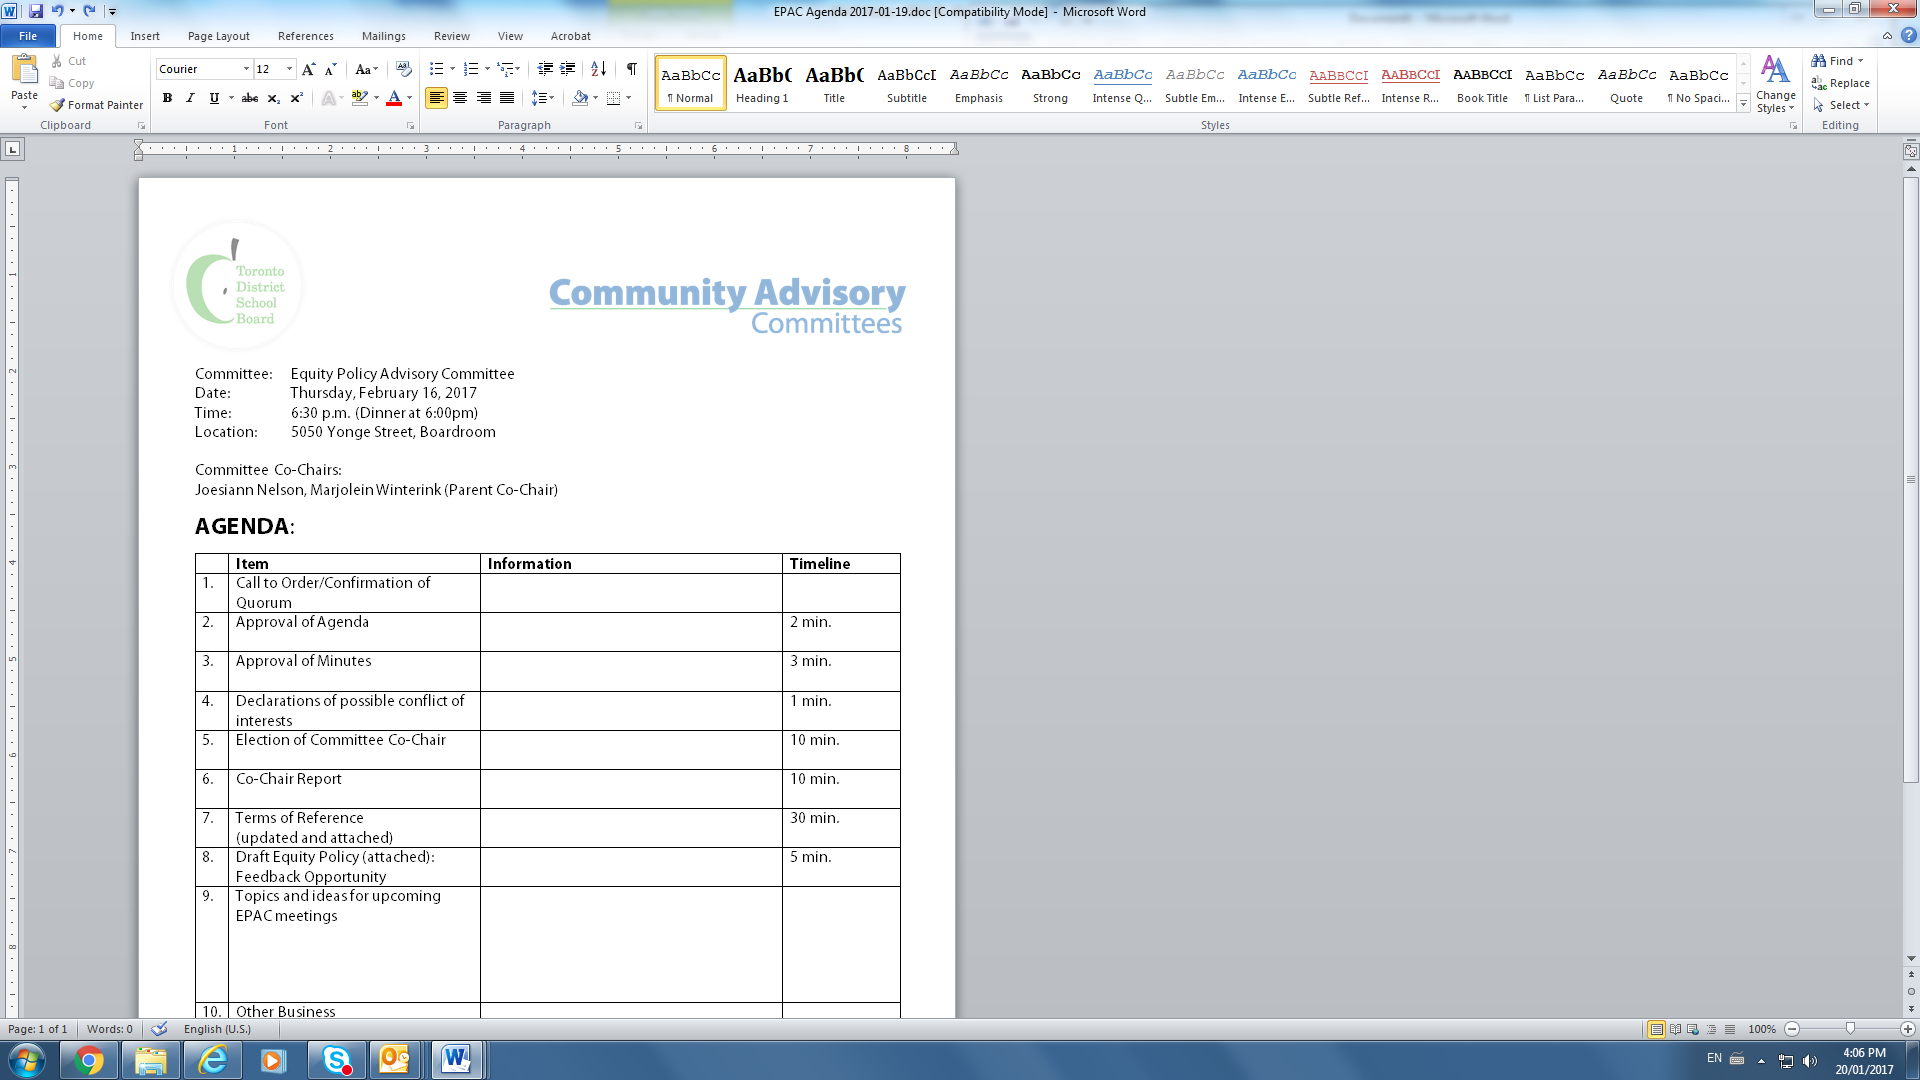 EPAC Agenda 2017-01-19.doc [Compatibility Mode] - Microsoft Word
File Home Insert Page Layout References Mailings Review View Acrobat
Paste
Cut
Copy
Format Painter
Clipboard
Courier 12
Font
Paragraph
AaBbCc AaBbC AaBbC AaBbCcI AaBbCc AaBbCc AaBbCc AaBbCc AaBbCc AABBCCI AABBCCI AABBCCI AaBbCc AaBbCc AaBbCc
¶ Normal Heading 1 Title Subtitle Emphasis Strong Intense Q... Subtle Em... Intense E... Subtle Ref... Intense R... Book Title ¶ List Para... Quote ¶ No Spaci...
Styles
Change Styles
Find
Replace
Select
Editing
1 2 3 4 5 6 7 8
Toronto
District
School
Board
Community Advisory
Committees
Committee: Equity Policy Advisory Committee
Date: Thursday, February 16, 2017
Time: 6:30 p.m. (Dinner at 6:00pm)
Location: 5050 Yonge Street, Boardroom
Committee Co-Chairs:
Joesiann Nelson, Marjolein Winterink (Parent Co-Chair)
AGENDA:
Item Information Timeline
1. Call to Order/Confirmation of
Quorum
2. Approval of Agenda 2 min.
3. Approval of Minutes 3 min.
4. Declarations of possible conflict of 1 min.
interests
5. Election of Committee Co-Chair 10 min.
6. Co-Chair Report 10 min.
7. Terms of Reference 30 min.
(updated and attached)
8. Draft Equity Policy (attached): 5 min.
Feedback Opportunity
9. Topics and ideas for upcoming
EPAC meetings
10. Other Business
Page: 1 of 1 Words: 0 English (U.S.) 100%
EN 4:06 PM
20/01/2017